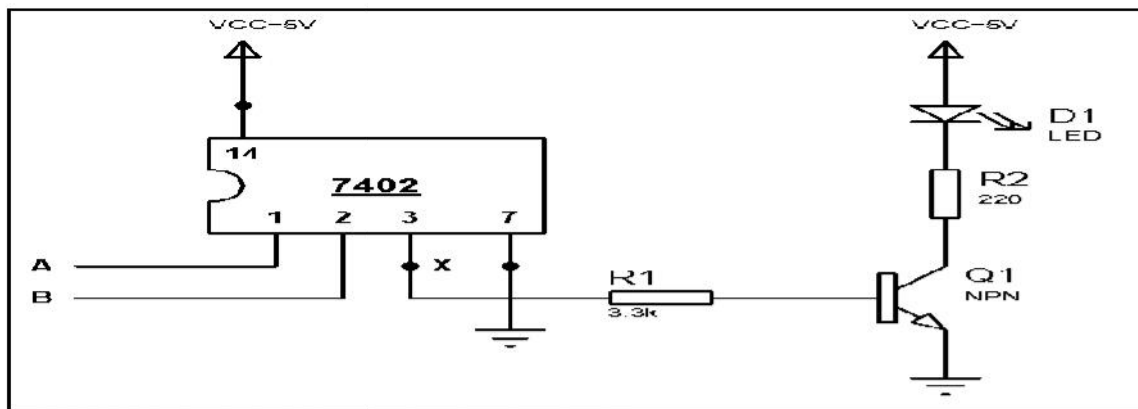 VCC-5V
VCC-5V
14
7402
1 2 3 7
A
B
X
R1
3.3k
D1
LED
R2
220
Q1
NPN